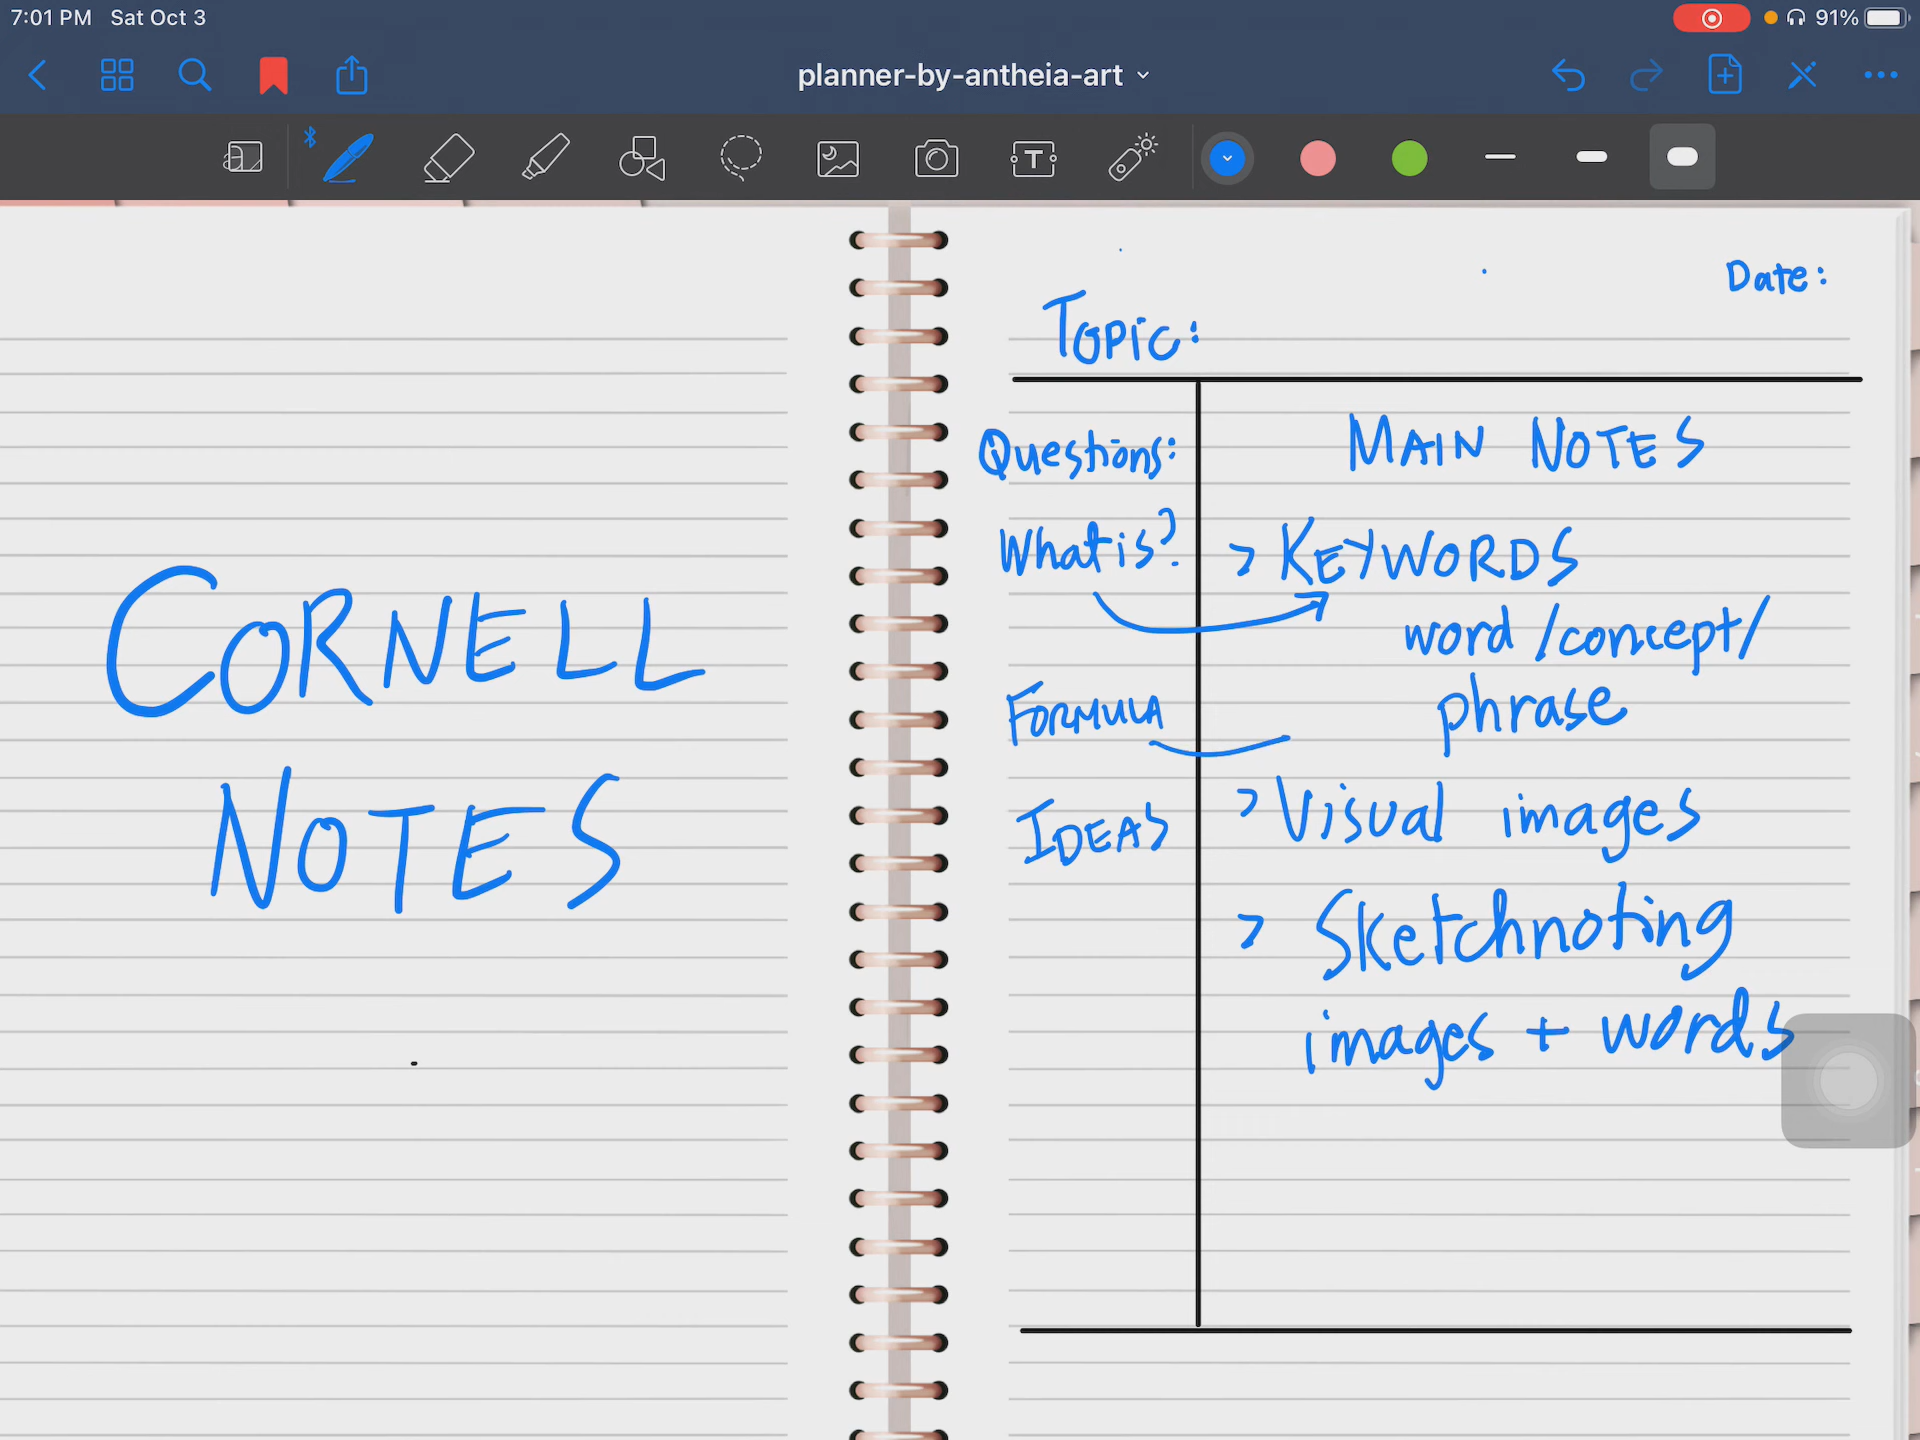 7:01 PM Sat Oct 3
91%
planner-by-antheia-art
CORNELL
NOTES
Date:
Topic:
Questions:
MAIN NOTES
What is?
> KEYWORDS
word/concept/
phrase
FORMULA
> Visual images
IDEAS
> Sketchnoting
images + words